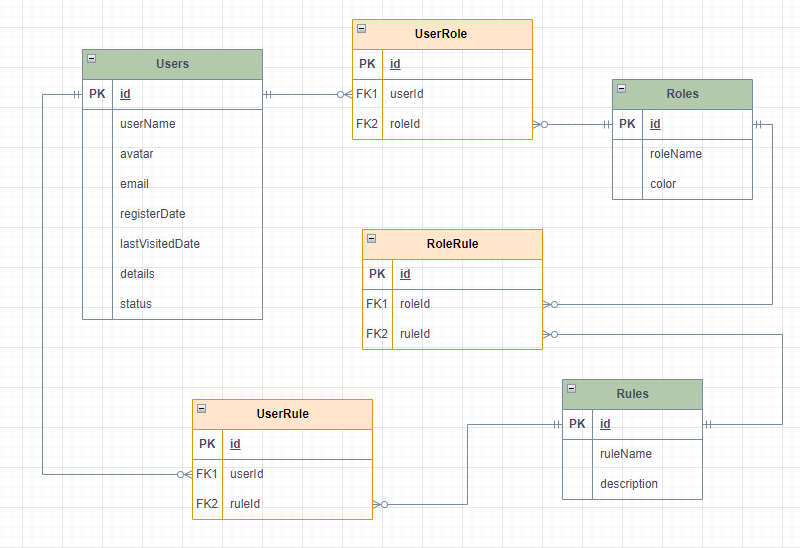 UserRole
PK id
FK1 userId
FK2 roleId
Users
PK id
userName
avatar
email
registerDate
lastVisitedDate
details
status
Roles
PK id
roleName
color
RoleRule
PK id
FK1 roleId
FK2 ruleId
Rules
PK id
ruleName
description
UserRule
PK id
FK1 userId
FK2 ruleId